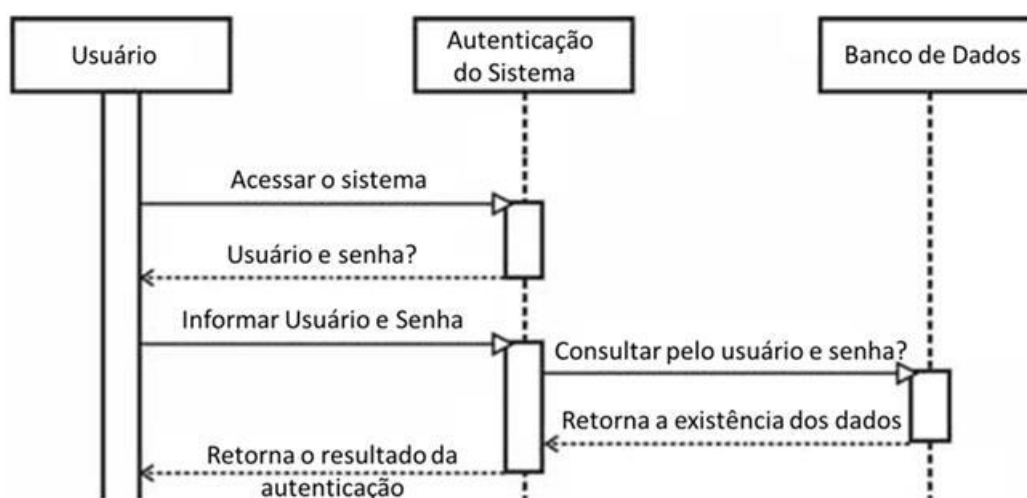 Usuário
Autenticação
do Sistema
Banco de Dados
Acessar o sistema
Usuário e senha?
Informar Usuário e Senha
Consultar pelo usuário e senha?
Retorna a existência dos dados
Retorna o resultado da
autenticação